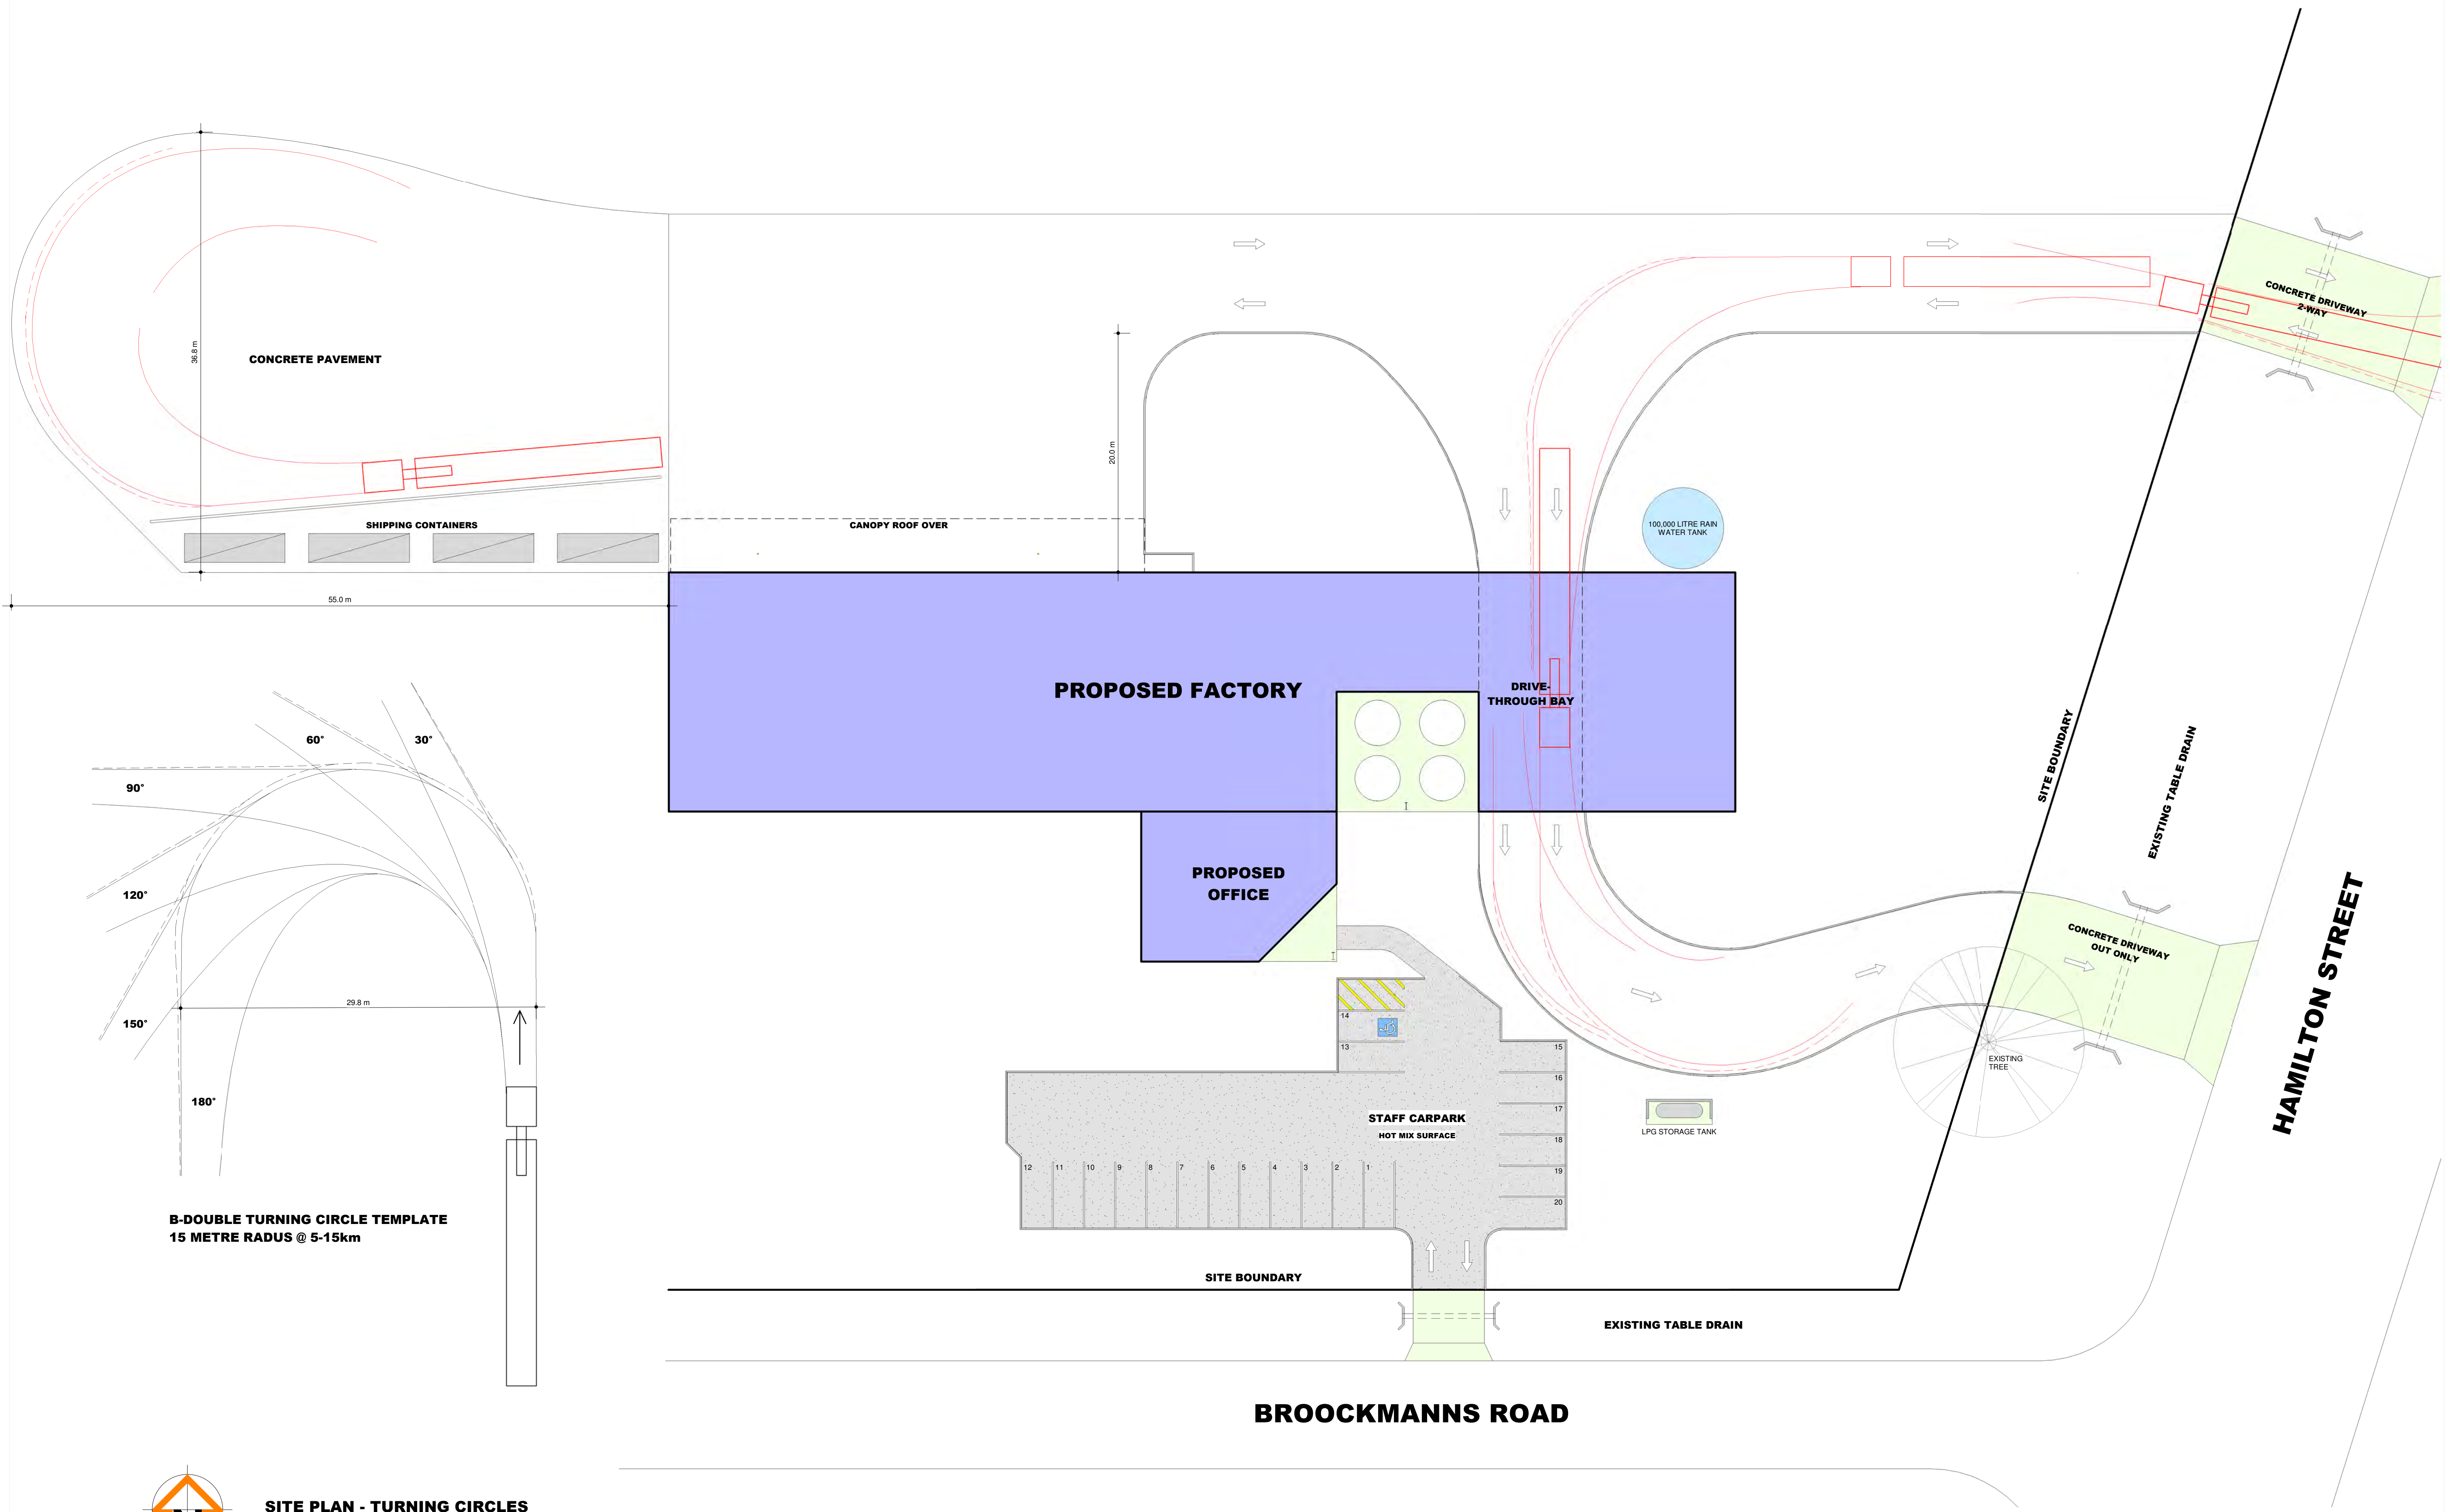 CONCRETE DRIVEWAY
2-WAY
36.8 m
CONCRETE PAVEMENT
20.0 m
SHIPPING CONTAINERS
CANOPY ROOF OVER
100,000 LITRE RAIN
WATER TANK
55.0 m
PROPOSED FACTORY
DRIVE-
THROUGH BAY
SITE BOUNDARY
EXISTING TABLE DRAIN
60°
30°
90°
120°
150°
180°
29.8 m
PROPOSED
OFFICE
CONCRETE DRIVEWAY
OUT ONLY
HAMILTON STREET
EXISTING
TREE
14
13
15
16
17
18
19
20
STAFF CARPARK
HOT MIX SURFACE
LPG STORAGE TANK
12
11
10
9
8
7
6
5
4
3
2
1
B-DOUBLE TURNING CIRCLE TEMPLATE
15 METRE RADUS @ 5-15km
SITE BOUNDARY
EXISTING TABLE DRAIN
BROOCKMANNS ROAD
SITE PLAN - TURNING CIRCLES